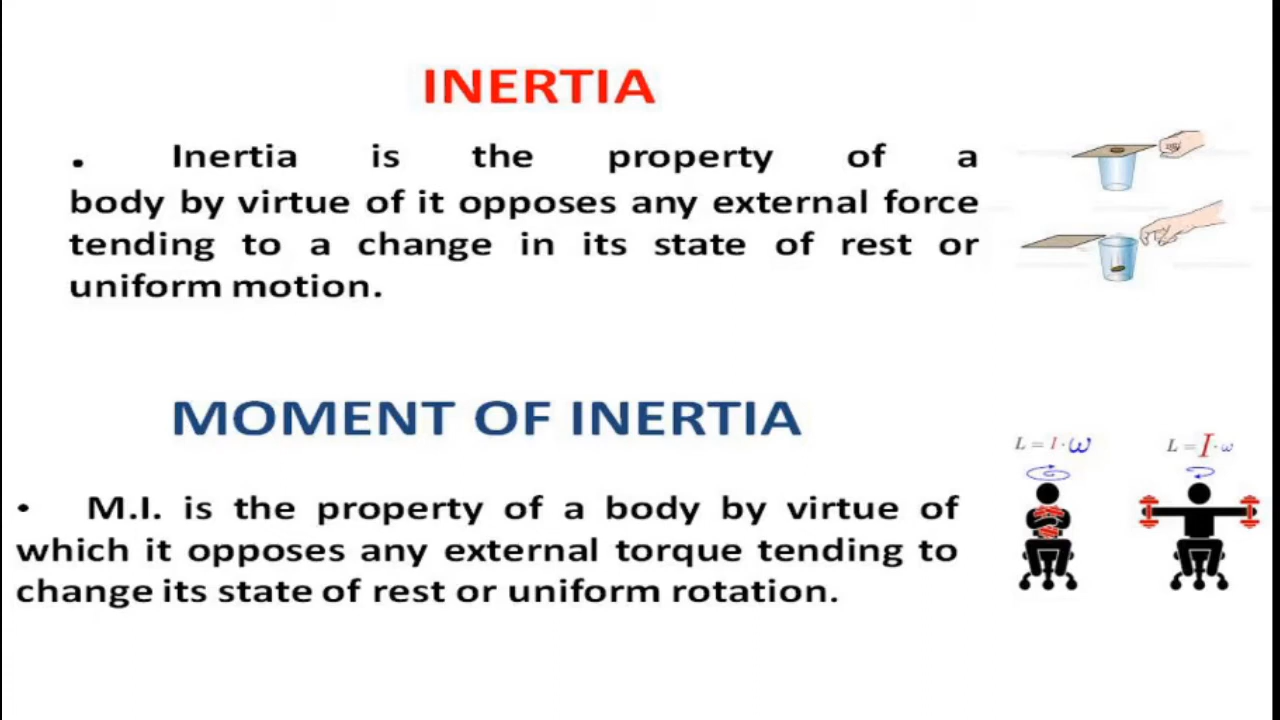 INERTIA
. Inertia is the property of a
body by virtue of it opposes any external force
tending to a change in its state of rest or
uniform motion.
MOMENT OF INERTIA
L = I · ω
L = I · ω
• M.I. is the property of a body by virtue of
which it opposes any external torque tending to
change its state of rest or uniform rotation.